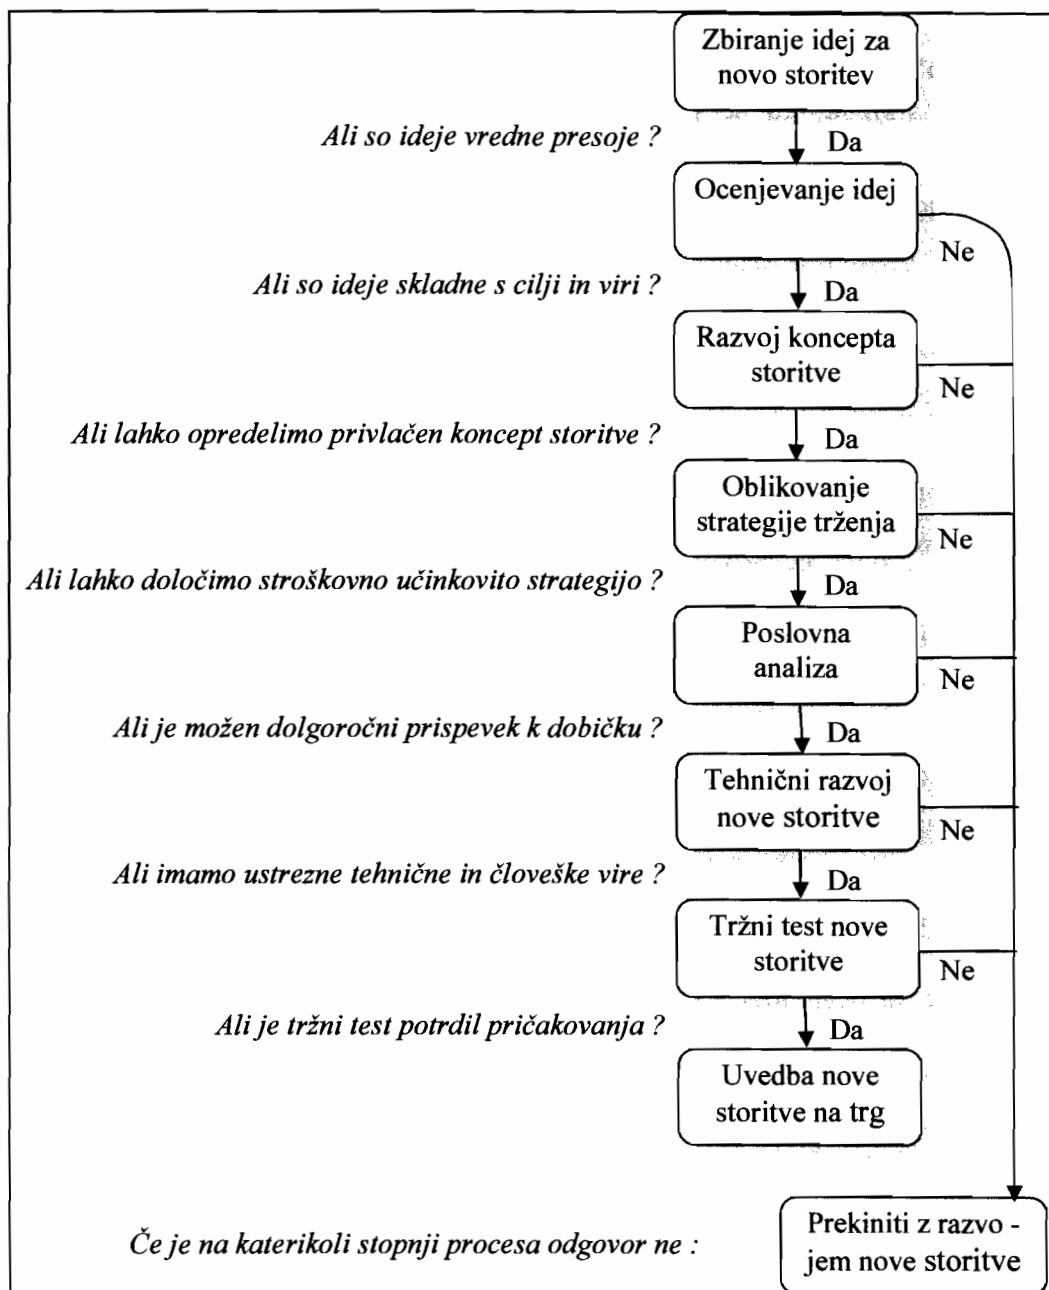 Zbiranje idej za
novo storitev
Ali so ideje vredne presoje ?
Da
Ocenjevanje idej
Ne
Ali so ideje skladne s cilji in viri ?
Da
Razvoj koncepta
storitve
Ne
Ali lahko opredelimo privlačen koncept storitve ?
Da
Oblikovanje
strategije trženja
Ne
Ali lahko določimo stroškovno učinkovito strategijo ?
Da
Poslovna
analiza
Ne
Ali je možen dolgoročni prispevek k dobičku ?
Da
Tehnični razvoj
nove storitve
Ne
Ali imamo ustrezne tehnične in človeške vire ?
Da
Tržni test nove
storitve
Ne
Ali je tržni test potrdil pričakovanja ?
Da
Uvedba nove
storitve na trg
Če je na katerikoli stopnji procesa odgovor ne :
Prekiniti z razvo -
jem nove storitve